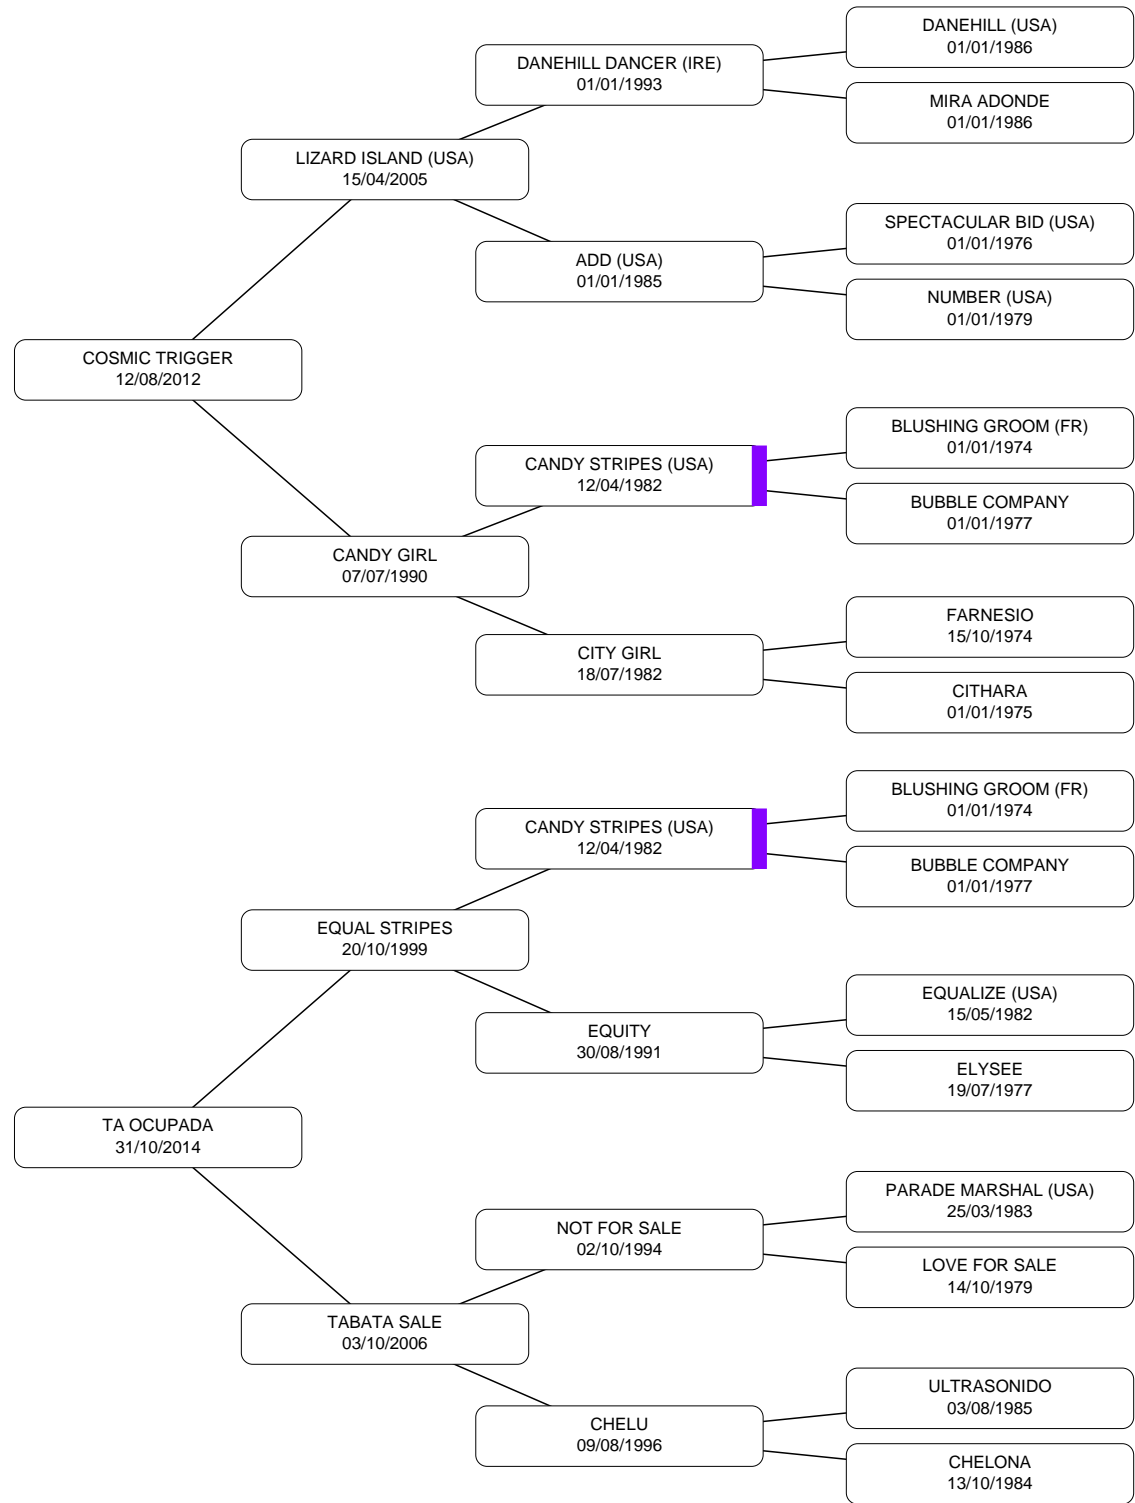 DANEHILL (USA)
01/01/1986
DANEHILL DANCER (IRE)
01/01/1993
MIRA ADONDE
01/01/1986
LIZARD ISLAND (USA)
15/04/2005
SPECTACULAR BID (USA)
01/01/1976
ADD (USA)
01/01/1985
NUMBER (USA)
01/01/1979
COSMIC TRIGGER
12/08/2012
BLUSHING GROOM (FR)
01/01/1974
CANDY STRIPES (USA)
12/04/1982
BUBBLE COMPANY
01/01/1977
CANDY GIRL
07/07/1990
FARNESIO
15/10/1974
CITY GIRL
18/07/1982
CITHARA
01/01/1975
BLUSHING GROOM (FR)
01/01/1974
CANDY STRIPES (USA)
12/04/1982
BUBBLE COMPANY
01/01/1977
EQUAL STRIPES
20/10/1999
EQUALIZE (USA)
15/05/1982
EQUITY
30/08/1991
ELYSEE
19/07/1977
TA OCUPADA
31/10/2014
PARADE MARSHAL (USA)
25/03/1983
NOT FOR SALE
02/10/1994
LOVE FOR SALE
14/10/1979
TABATA SALE
03/10/2006
ULTRASONIDO
03/08/1985
CHELU
09/08/1996
CHELONA
13/10/1984